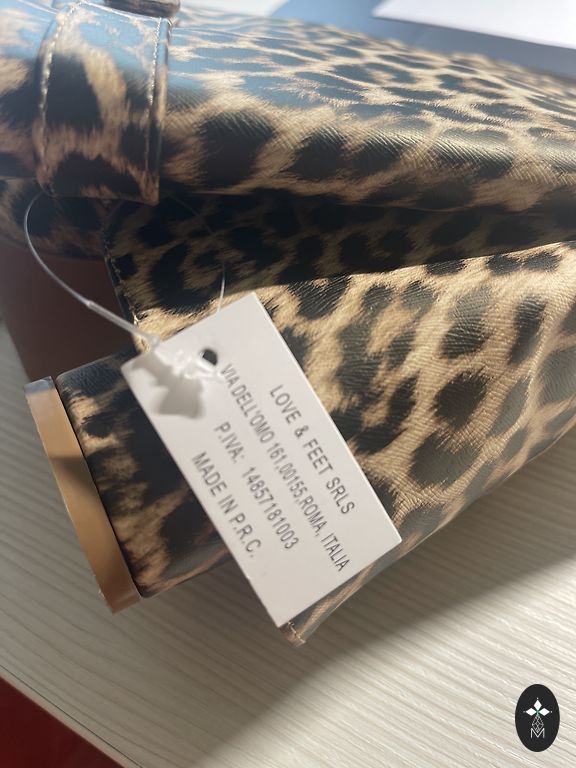 LOVE & FEET SRLS
VIA DELL'OMO 161,00155,ROMA, ITALIA
P.IVA: 14857181003
MADE IN P.R.C.
M